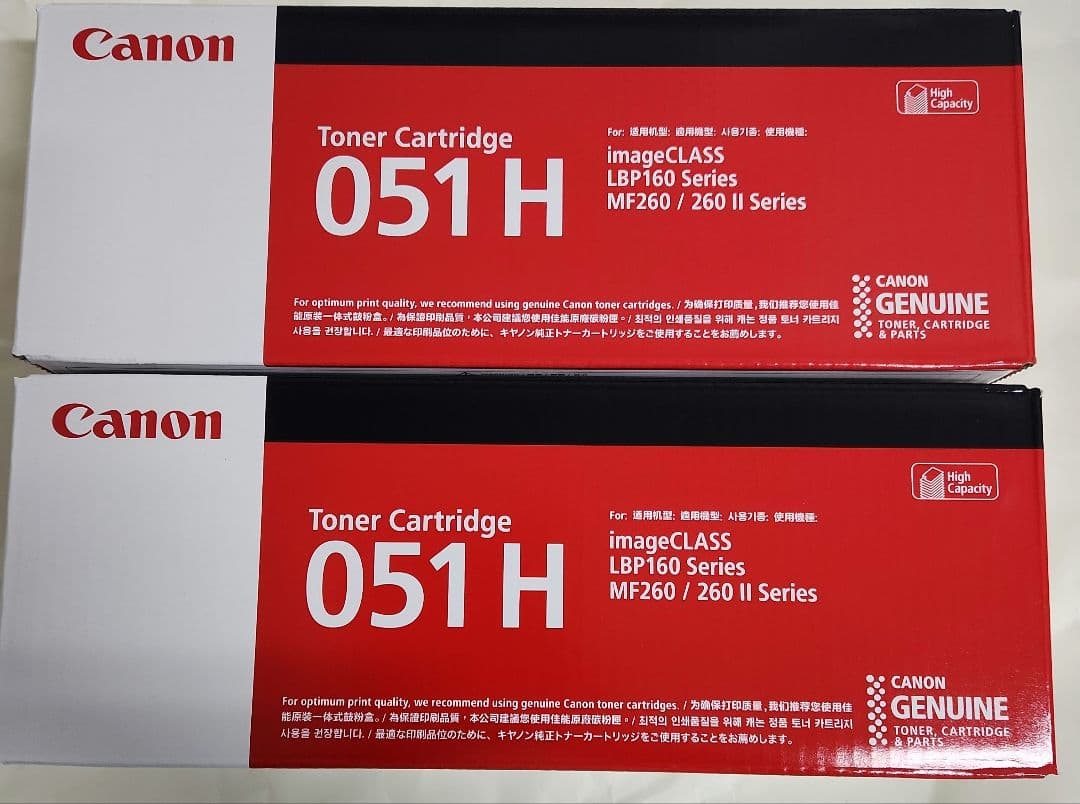 Canon
High
Capacity
Toner Cartridge
051 H
For: 适用机型: 適用機型: 사용기종: 使用機種:
imageCLASS
LBP160 Series
MF260 / 260 II Series
CANON
GENUINE
TONER, CARTRIDGE
& PARTS
For optimum print quality, we recommend using genuine Canon toner cartridges. / 为确保打印质量,我们推荐您使用佳
能原装一体式鼓粉盒。/ 為保證印刷品質,本公司建議您使用佳能原廠碳粉匣。/ 최적의 인쇄품질을 위해 캐논 정품 토너 카트리지
사용을 권장합니다. / 最適な印刷品位のために、キヤノン純正トナーカートリッジをご使用することをお薦めします。
Canon
High
Capacity
Toner Cartridge
051 H
For: 适用机型: 適用機型: 사용기종: 使用機種:
imageCLASS
LBP160 Series
MF260 / 260 II Series
CANON
GENUINE
TONER, CARTRIDGE
& PARTS
For optimum print quality, we recommend using genuine Canon toner cartridges. / 为确保打印质量,我们推荐您使用佳
能原装一体式鼓粉盒。/ 為保證印刷品質,本公司建議您使用佳能原廠碳粉匣。/ 최적의 인쇄품질을 위해 캐논 정품 토너 카트리지
사용을 권장합니다. / 最適な印刷品位のために、キヤノン純正トナーカートリッジをご使用することをお薦めします。